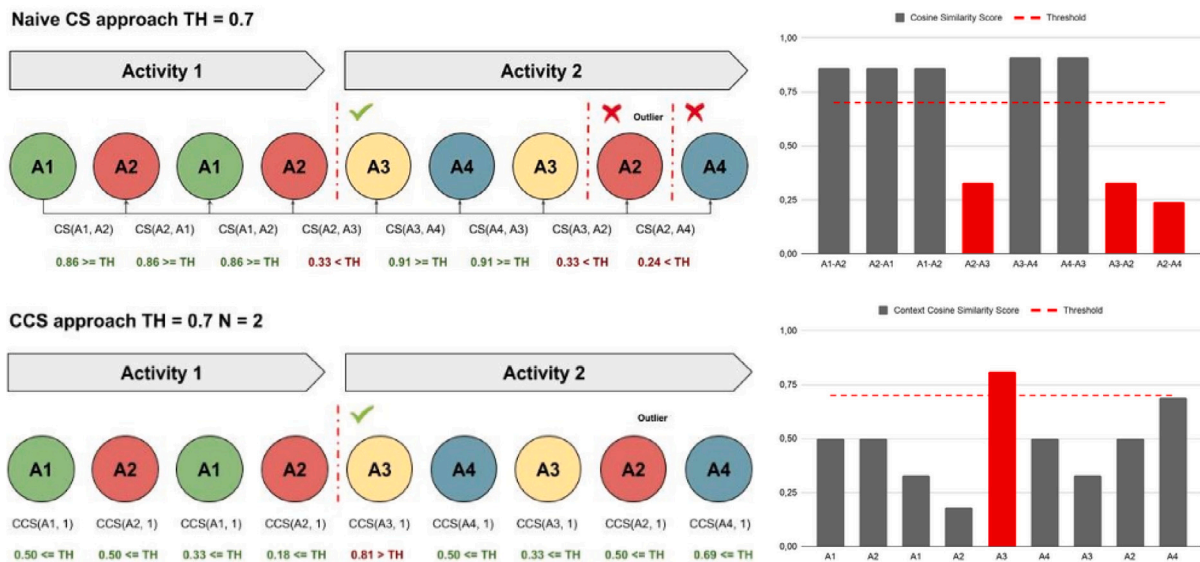 Naive CS approach TH = 0.7
Activity 1
Activity 2
Outlier
A1 A2 A1 A2 A3 A4 A3 A2 A4
CS(A1, A2) CS(A2, A1) CS(A1, A2) CS(A2, A3) CS(A3, A4) CS(A4, A3) CS(A3, A2) CS(A2, A4)
0.86 >= TH 0.86 >= TH 0.86 >= TH 0.33 < TH 0.91 >= TH 0.91 >= TH 0.33 < TH 0.24 < TH
Cosine Similarity Score Threshold
1,00
0,75
0,50
0,25
0,00
A1-A2 A2-A1 A1-A2 A2-A3 A3-A4 A4-A3 A3-A2 A2-A4
CCS approach TH = 0.7 N = 2
Activity 1
Activity 2
Outlier
A1 A2 A1 A2 A3 A4 A3 A2 A4
CCS(A1, 1) CCS(A2, 1) CCS(A1, 1) CCS(A2, 1) CCS(A3, 1) CCS(A4, 1) CCS(A3, 1) CCS(A2, 1) CCS(A4, 1)
0.50 <= TH 0.50 <= TH 0.33 <= TH 0.18 <= TH 0.81 > TH 0.50 <= TH 0.33 <= TH 0.50 <= TH 0.69 <= TH
Context Cosine Similarity Score Threshold
1,00
0,75
0,50
0,25
0,00
A1 A2 A1 A2 A3 A4 A3 A2 A4